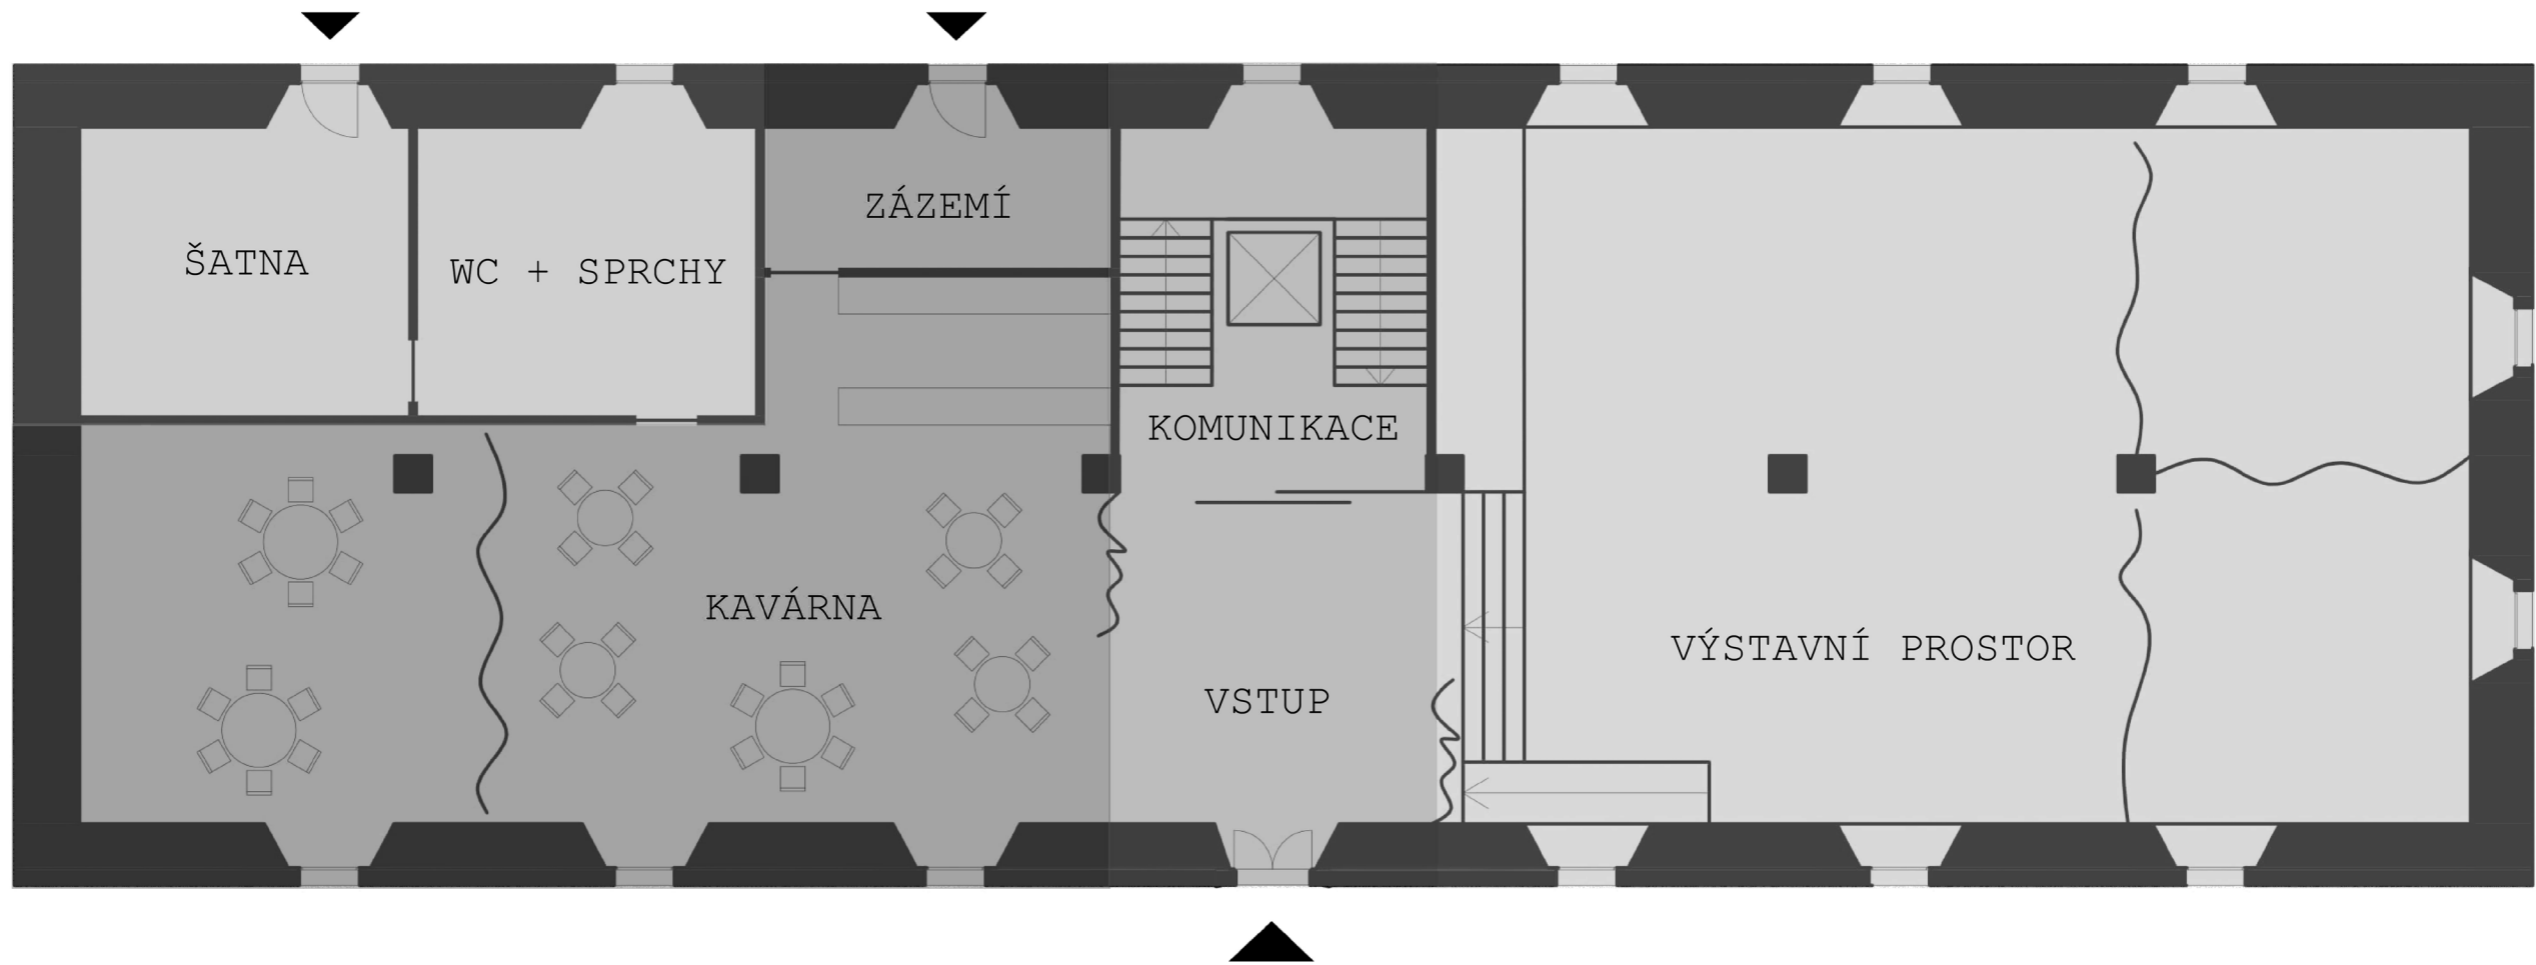 ZÁZEMÍ
ŠATNA
WC + SPRCHY
KOMUNIKACE
KAVÁRNA
VÝSTAVNÍ PROSTOR
VSTUP